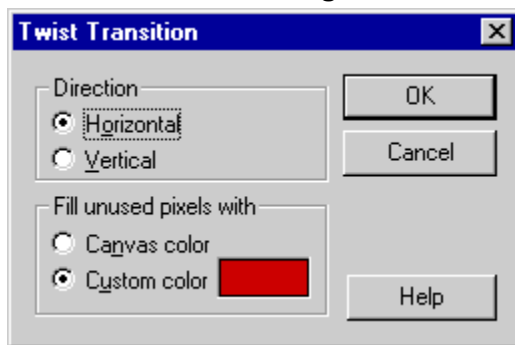 Twist Transition
Direction
Horizontal
Vertical
OK
Cancel
Fill unused pixels with
Canvas color
Custom color
Help